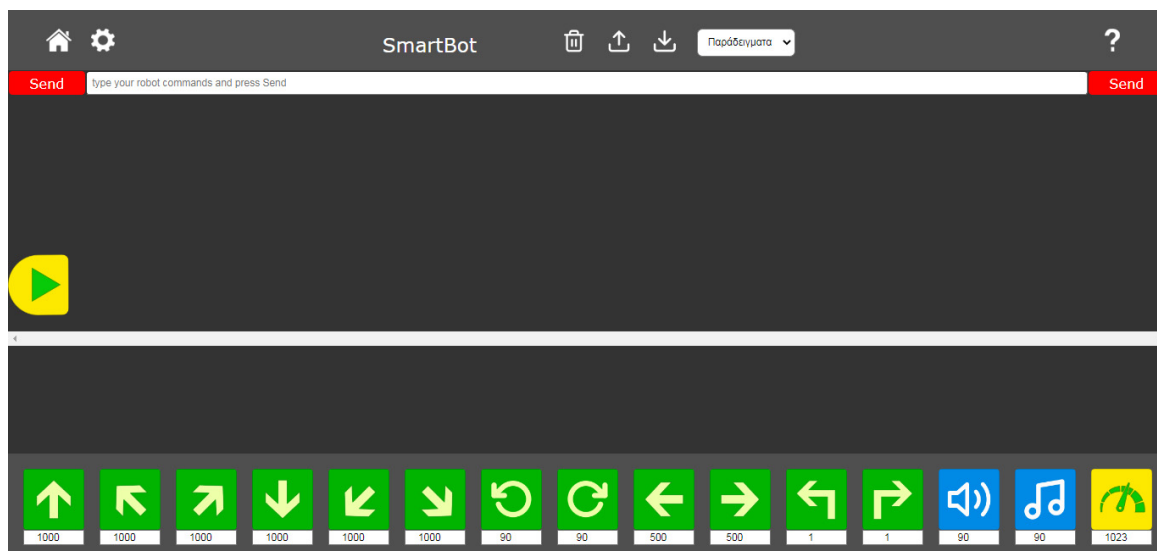 SmartBot
Παράδειγματα
?
Send type your robot commands and press Send Send
1000 1000 1000 1000 1000 1000 90 90 500 500 1 1 90 90 1023